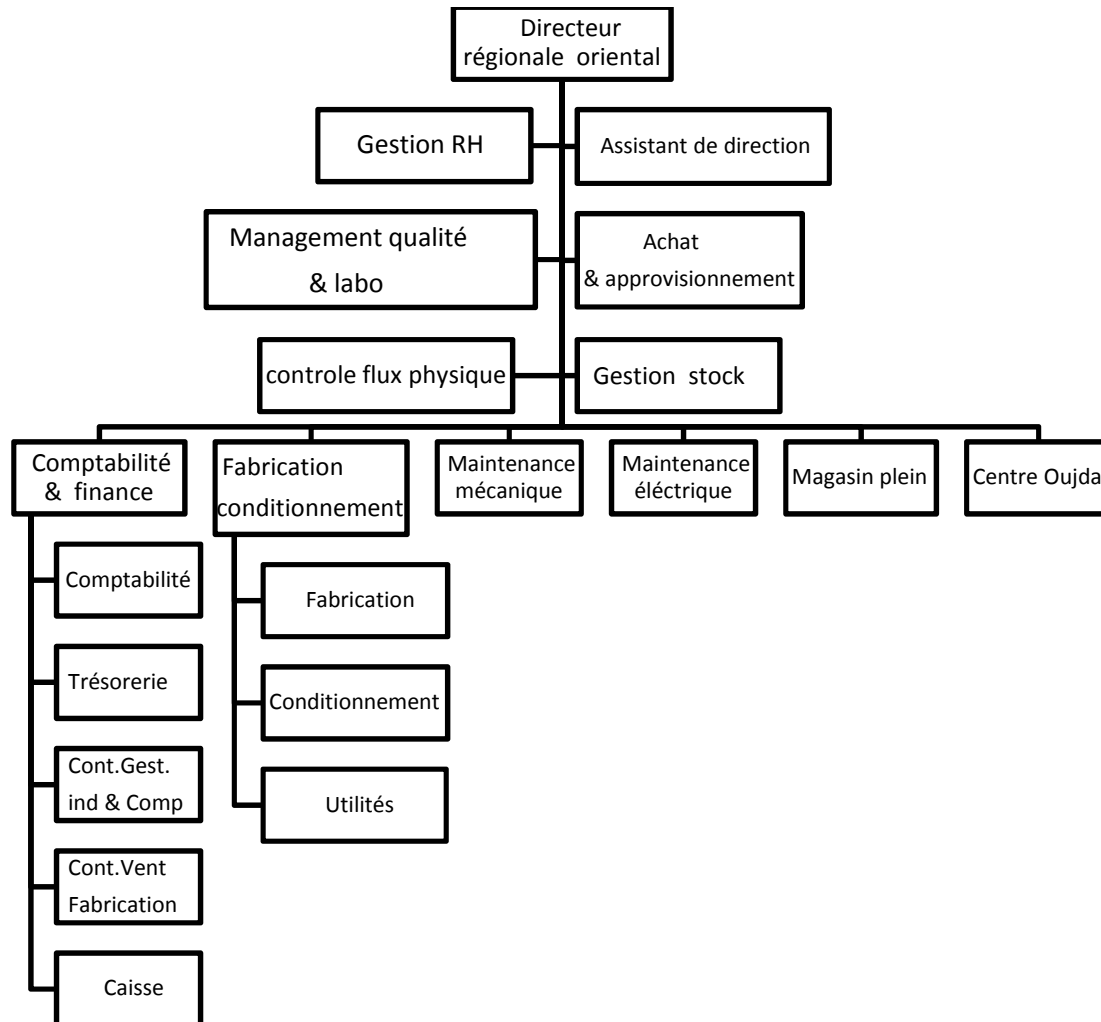 Directeur
régionale oriental
Gestion RH
Assistant de direction
Management qualité
& labo
Achat
& approvisionnement
controle flux physique
Gestion stock
Comptabilité
& finance
Fabrication
conditionnement
Maintenance
mécanique
Maintenance
éléctrique
Magasin plein
Centre Oujda
Comptabilité
Trésorerie
Cont.Gest.
ind & Comp
Cont.Vent
Fabrication
Caisse
Fabrication
Conditionnement
Utilités